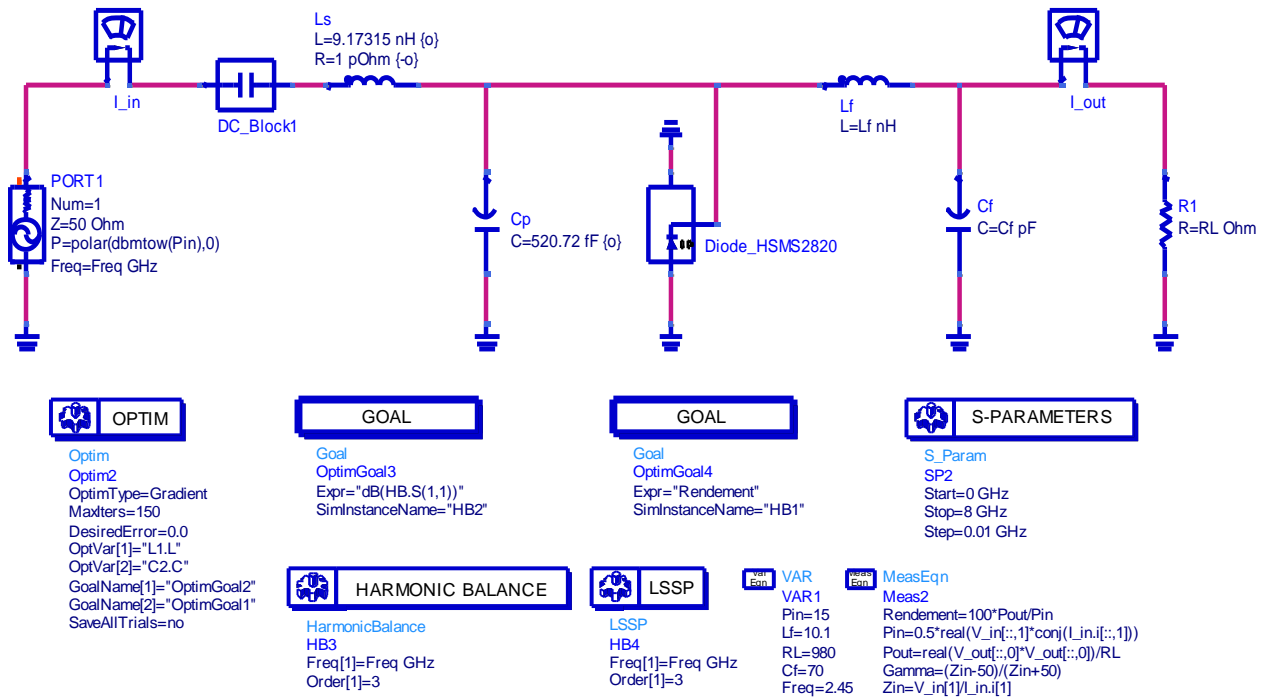 Ls
L=9.17315 nH {o}
R=1 pOhm {-o}
I_in
DC_Block1
PORT1
Num=1
Z=50 Ohm
P=polar(dbmtow(Pin),0)
Freq=Freq GHz
Cp
C=520.72 fF {o}
Diode_HSMS2820
Lf
L=Lf nH
I_out
Cf
C=Cf pF
R1
R=RL Ohm
OPTIM
Optim
Optim2
OptimType=Gradient
MaxIters=150
DesiredError=0.0
OptVar[1]="L1.L"
OptVar[2]="C2.C"
GoalName[1]="OptimGoal2"
GoalName[2]="OptimGoal1"
SaveAllTrials=no
GOAL
Goal
OptimGoal3
Expr="dB(HB.S(1,1))"
SimInstanceName="HB2"
GOAL
Goal
OptimGoal4
Expr="Rendement"
SimInstanceName="HB1"
S-PARAMETERS
S_Param
SP2
Start=0 GHz
Stop=8 GHz
Step=0.01 GHz
HARMONIC BALANCE
HarmonicBalance
HB3
Freq[1]=Freq GHz
Order[1]=3
LSSP
LSSP
HB4
Freq[1]=Freq GHz
Order[1]=3
Var
Eqn
VAR
VAR1
Pin=15
Lf=10.1
RL=980
Cf=70
Freq=2.45
Meas
Eqn
MeasEqn
Meas2
Rendement=100*Pout/Pin
Pin=0.5*real(V_in[::,1]*conj(I_in.i[::,1]))
Pout=real(V_out[::,0]*V_out[::,0])/RL
Gamma=(Zin-50)/(Zin+50)
Zin=V_in[1]/I_in.i[1]